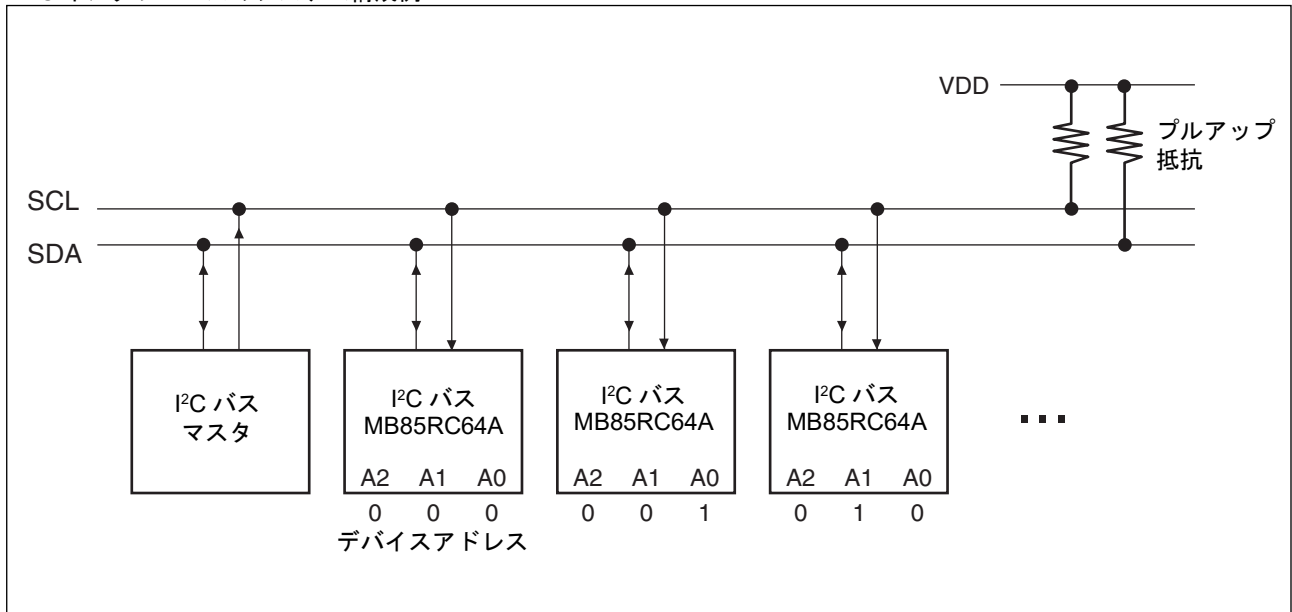 VDD
プルアップ
抵抗
SCL
SDA
I²C バス
マスタ
I²C バス
MB85RC64A
A2 A1 A0
0 0 0
デバイスアドレス
I²C バス
MB85RC64A
A2 A1 A0
0 0 1
I²C バス
MB85RC64A
A2 A1 A0
0 1 0
...